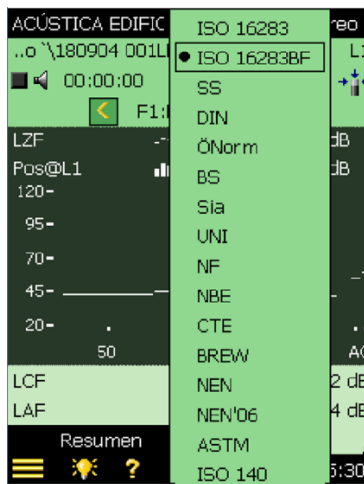 ACÚSTICA EDIFIC
reo
..o`\180904 001L
00:00:00
< F1:
LZF
dB
Pos@L1
dB
120-
95-
70-
45-
20-
50
LCF
2 dB
LAF
4 dB
Resumen
?
5:30
ISO 16283
ISO 16283BF
SS
DIN
ÖNorm
BS
Sia
UNI
NF
NBE
CTE
BREW
NEN
NEN'06
ASTM
ISO 140